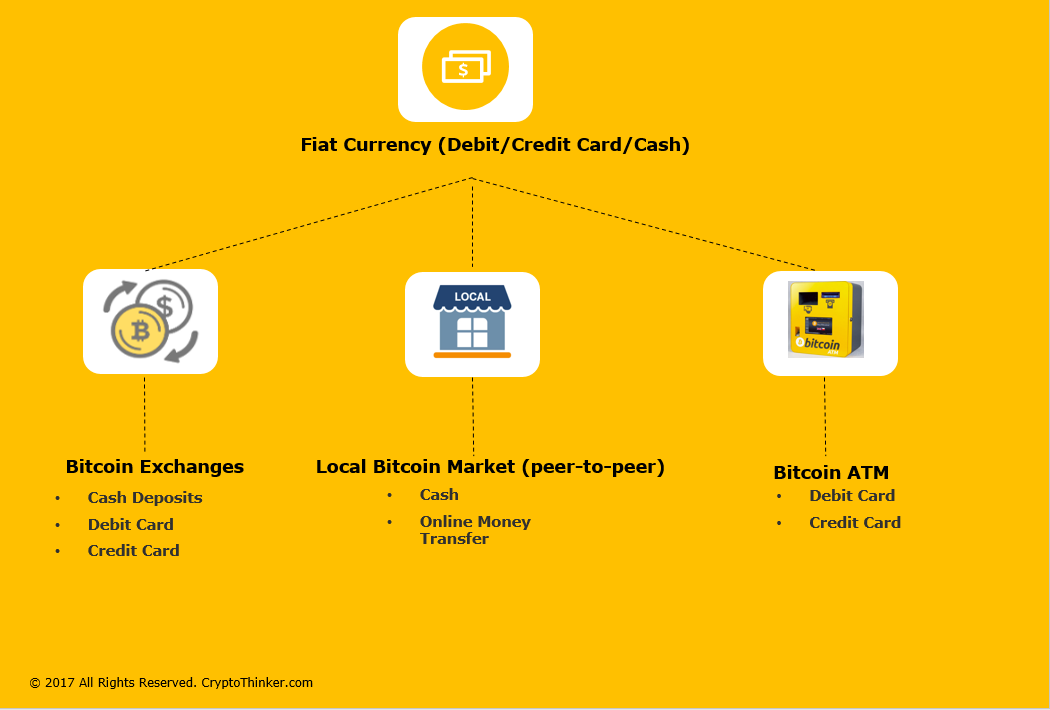 $
Fiat Currency (Debit/Credit Card/Cash)
$
LOCAL
bitcoin
ATM
Bitcoin Exchanges
• Cash Deposits
• Debit Card
• Credit Card
Local Bitcoin Market (peer-to-peer)
• Cash
• Online Money
Transfer
Bitcoin ATM
• Debit Card
• Credit Card
© 2017 All Rights Reserved. CryptoThinker.com